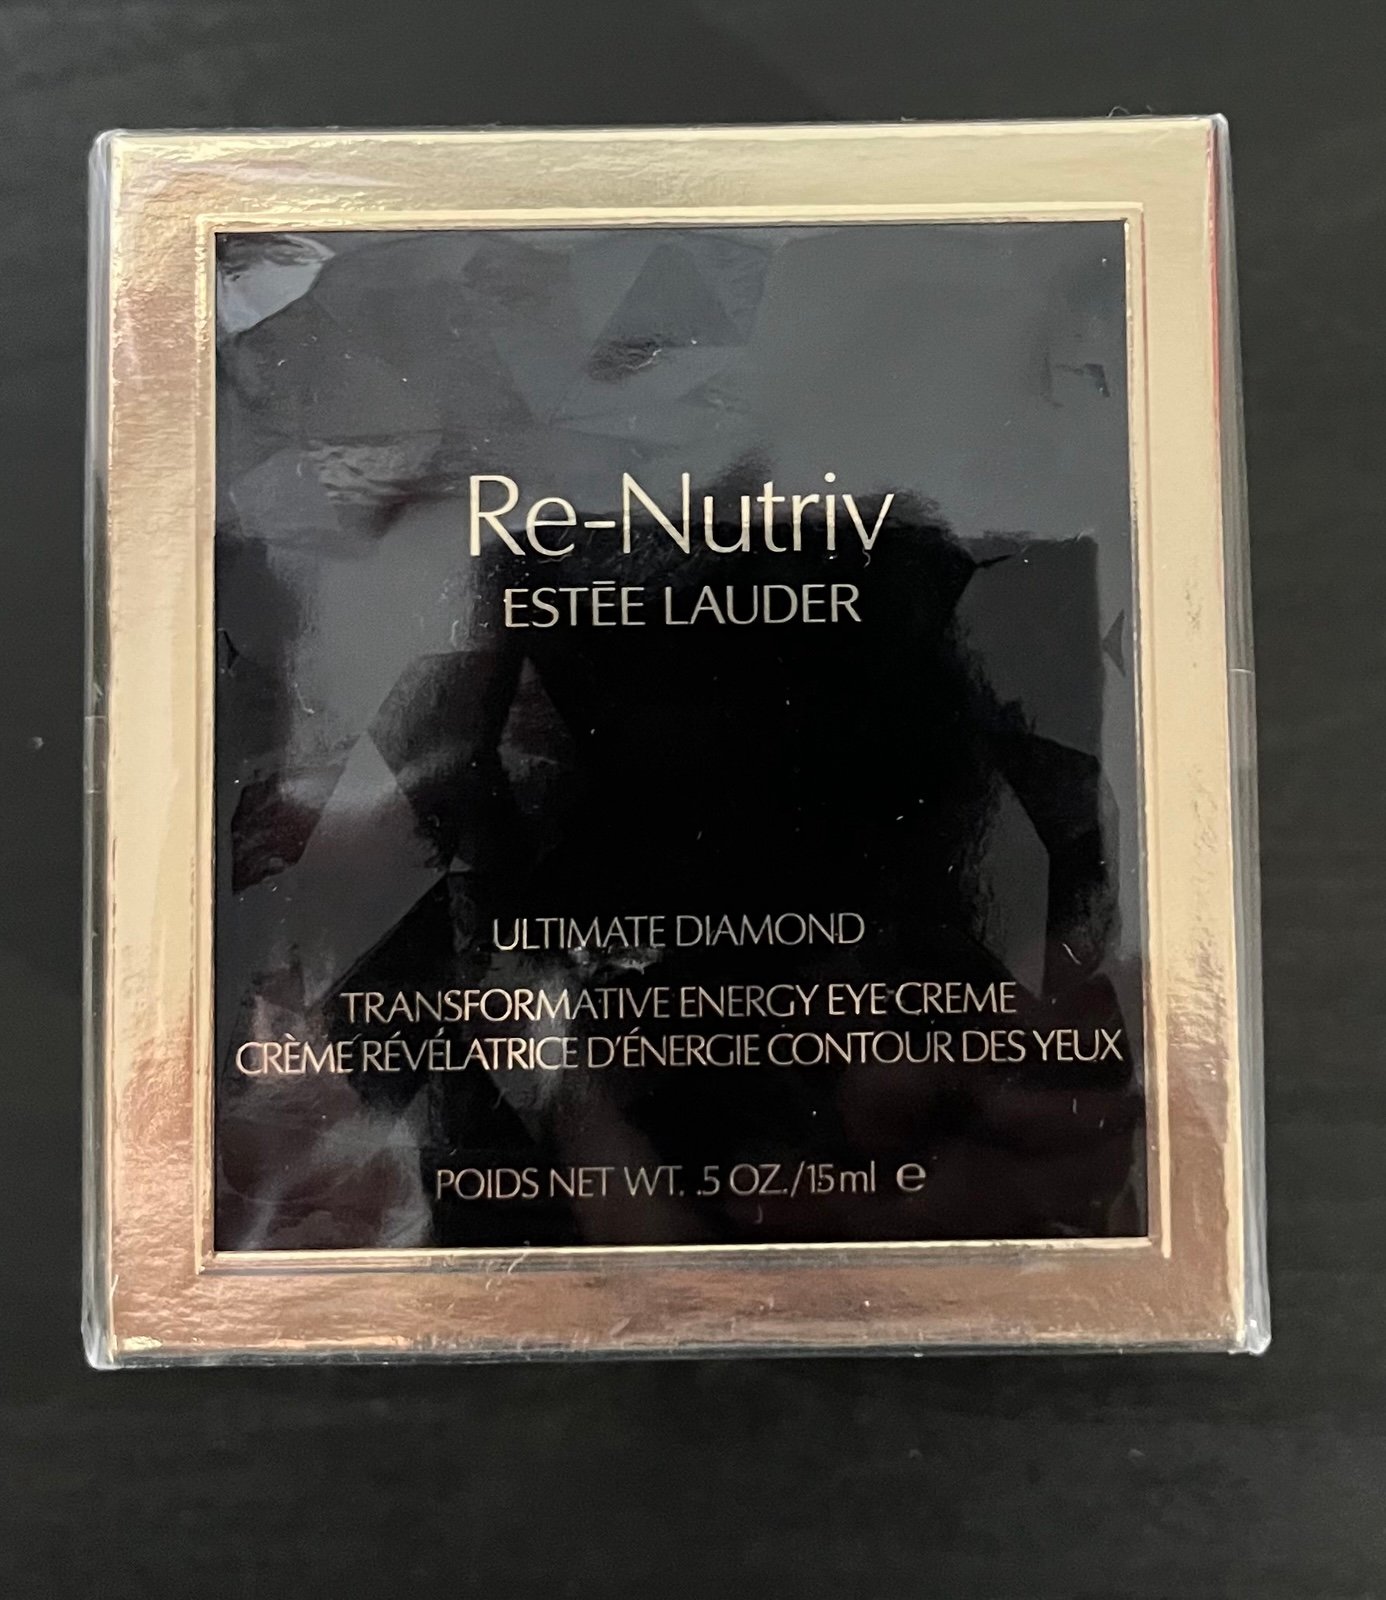 Re-Nutriv
ESTĒE LAUDER
ULTIMATE DIAMOND
TRANSFORMATIVE ENERGY EYE CREME
CRÈME RÉVÉLATRICE D'ÉNERGIE CONTOUR DES YEUX
POIDS NET WT. .5 OZ./15ml ℮